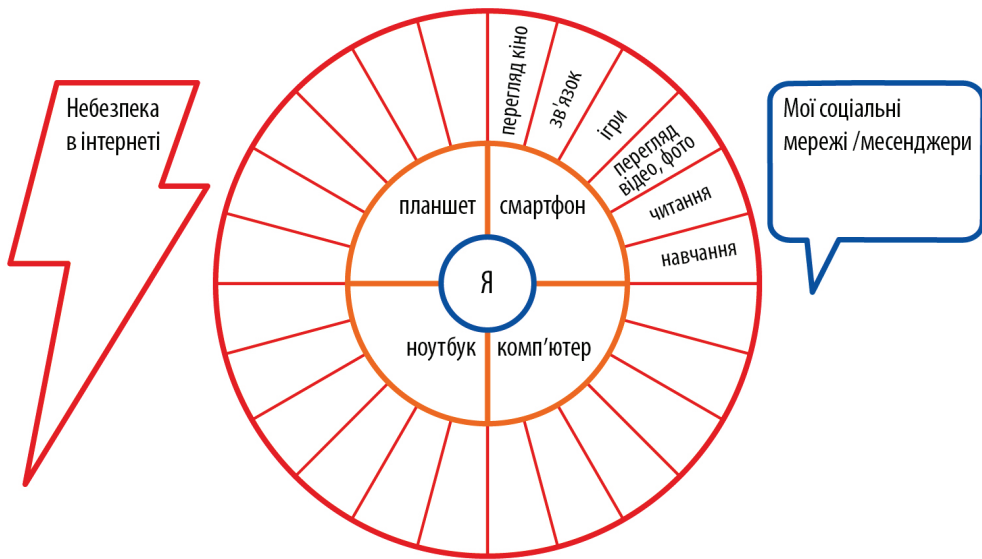 Небезпека
в інтернеті
перегляд кіно
зв'язок
ігри
перегляд
відео, фото
читання
навчання
планшет
смартфон
Я
ноутбук
комп'ютер
Мої соціальні
мережі /месенджери